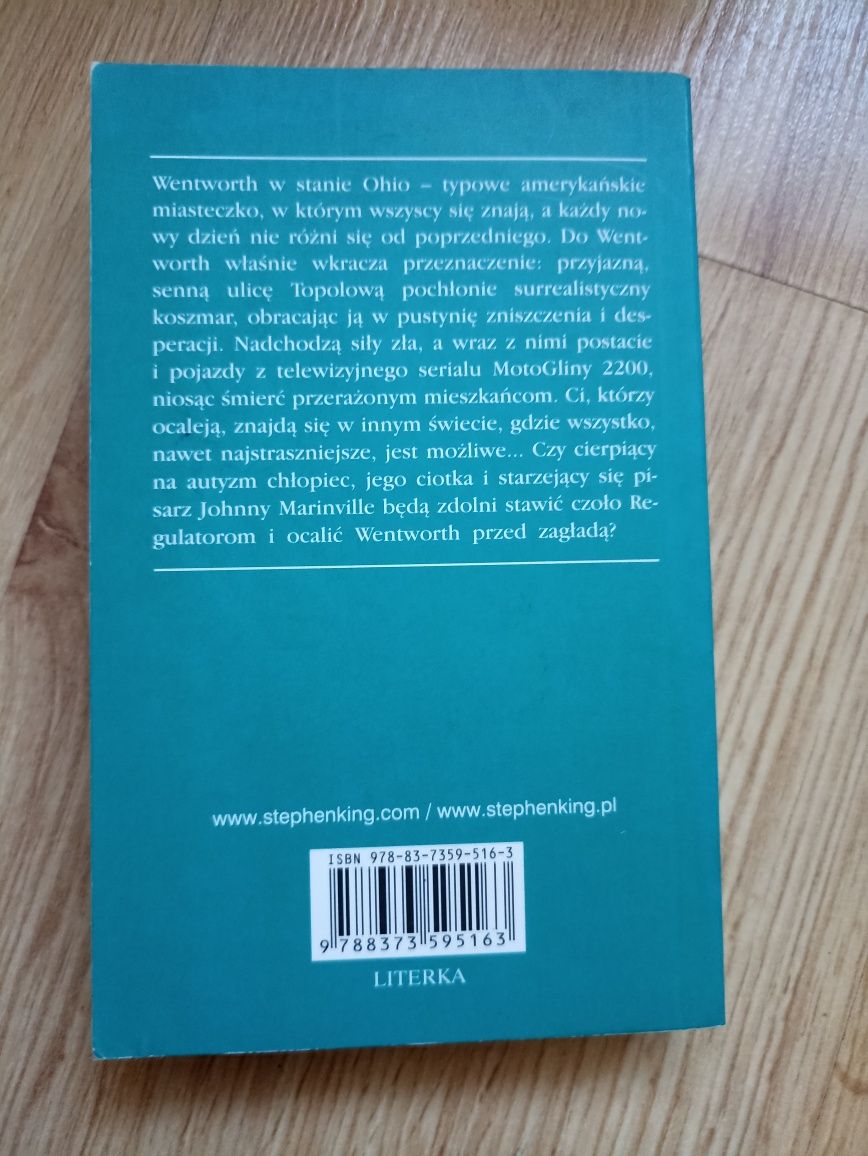 Wentworth w stanie Ohio – typowe amerykańskie
miasteczko, w którym wszyscy się znają, a każdy no-
wy dzień nie różni się od poprzedniego. Do Went-
worth właśnie wkracza przeznaczenie: przyjazną,
senną ulicę Topolową pochłonie surrealistyczny
koszmar, obracając ją w pustynię zniszczenia i des-
peracji. Nadchodzą siły zła, a wraz z nimi postacie
i pojazdy z telewizyjnego serialu MotoGliny 2200,
niosąc śmierć przerażonym mieszkańcom. Ci, którzy
ocaleją, znajdą się w innym świecie, gdzie wszystko,
nawet najstraszniejsze, jest możliwe... Czy cierpiący
na autyzm chłopiec, jego ciotka i starzejący się pi-
sarz Johnny Marinville będą zdolni stawić czoło Re-
gulatorom i ocalić Wentworth przed zagładą?
www.stephenking.com / www.stephenking.pl
ISBN 978-83-7359-516-3
9 788373 595163
LITERKA